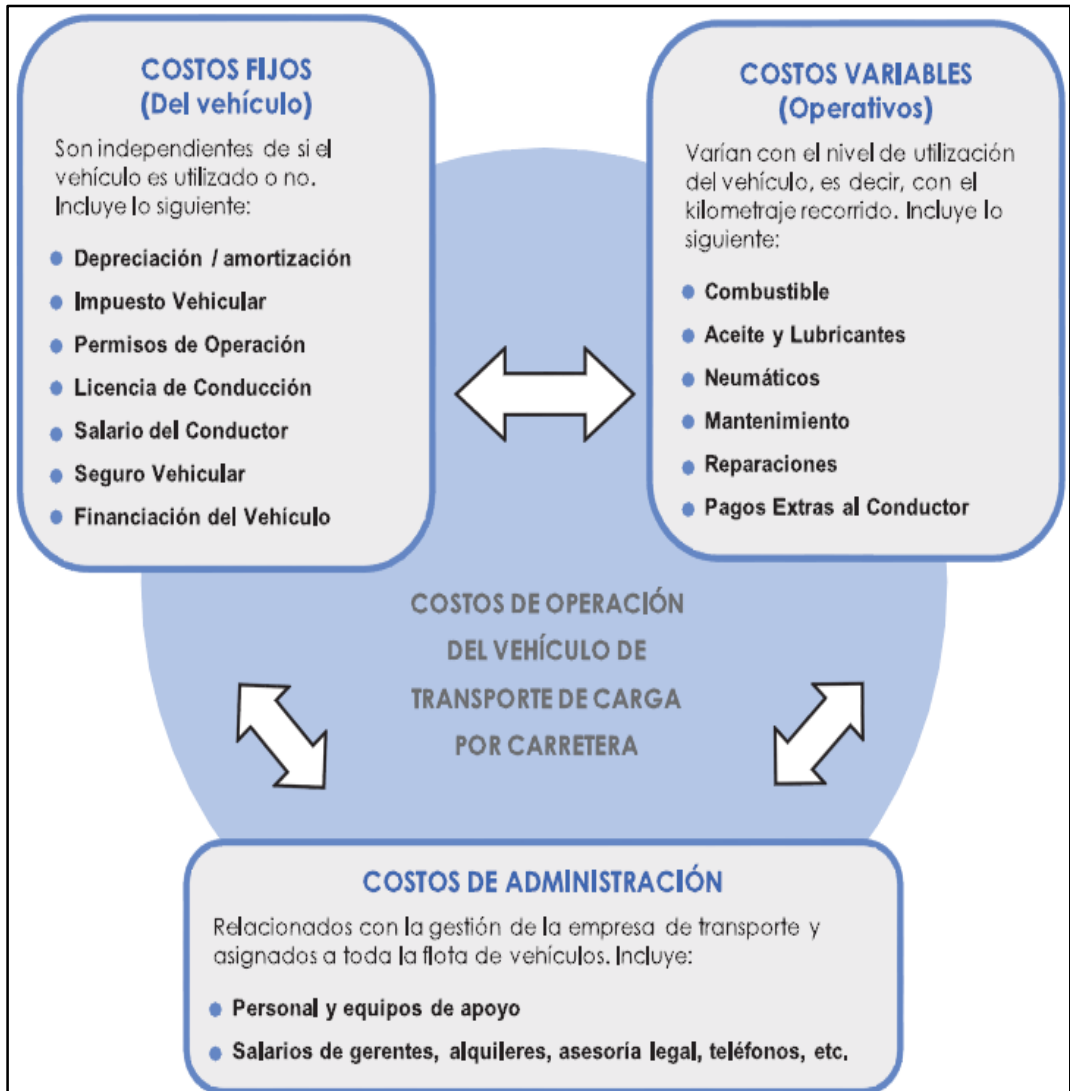 COSTOS FIJOS
(Del vehículo)
Son independientes de si el
vehículo es utilizado o no.
Incluye lo siguiente:
Depreciación / amortización
Impuesto Vehicular
Permisos de Operación
Licencia de Conducción
Salario del Conductor
Seguro Vehicular
Financiación del Vehículo
COSTOS VARIABLES
(Operativos)
Varían con el nivel de utilización
del vehículo, es decir, con el
kilometraje recorrido. Incluye lo
siguiente:
Combustible
Aceite y Lubricantes
Neumáticos
Mantenimiento
Reparaciones
Pagos Extras al Conductor
COSTOS DE OPERACIÓN
DEL VEHÍCULO DE
TRANSPORTE DE CARGA
POR CARRETERA
COSTOS DE ADMINISTRACIÓN
Relacionados con la gestión de la empresa de transporte y
asignados a toda la flota de vehículos. Incluye:
Personal y equipos de apoyo
Salarios de gerentes, alquileres, asesoría legal, teléfonos, etc.